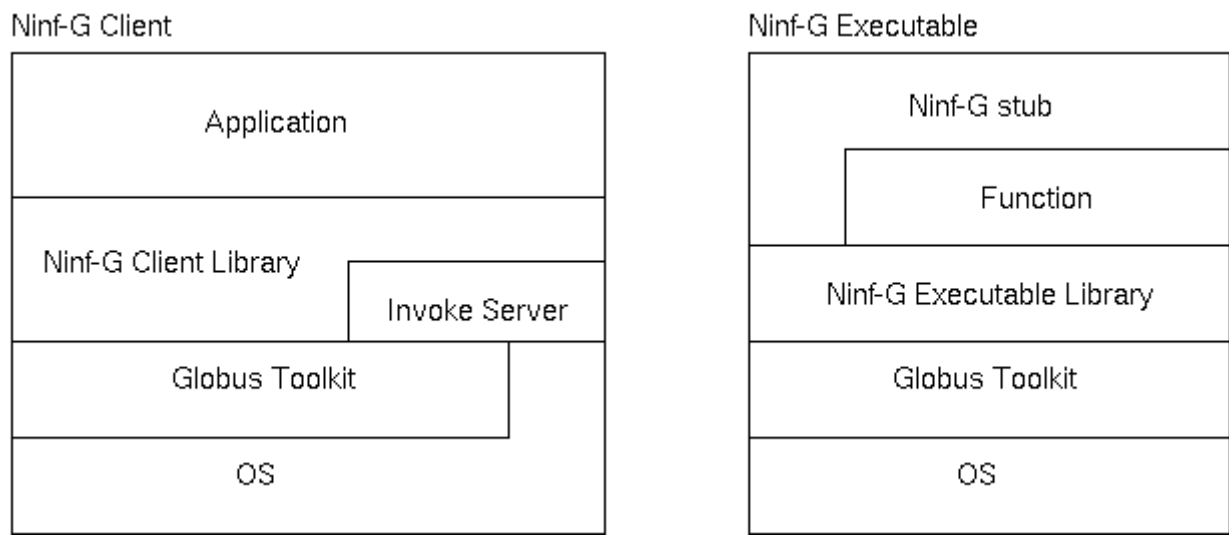 Ninf-G Client
Application
Ninf-G Client Library
Invoke Server
Globus Toolkit
OS
Ninf-G Executable
Ninf-G stub
Function
Ninf-G Executable Library
Globus Toolkit
OS